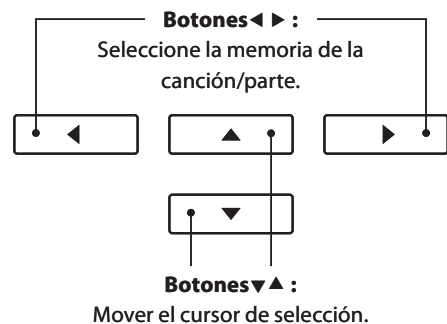 Botones◀ ▶ :
Seleccione la memoria de la
canción/parte.
Botones▼▲ :
Mover el cursor de selección.